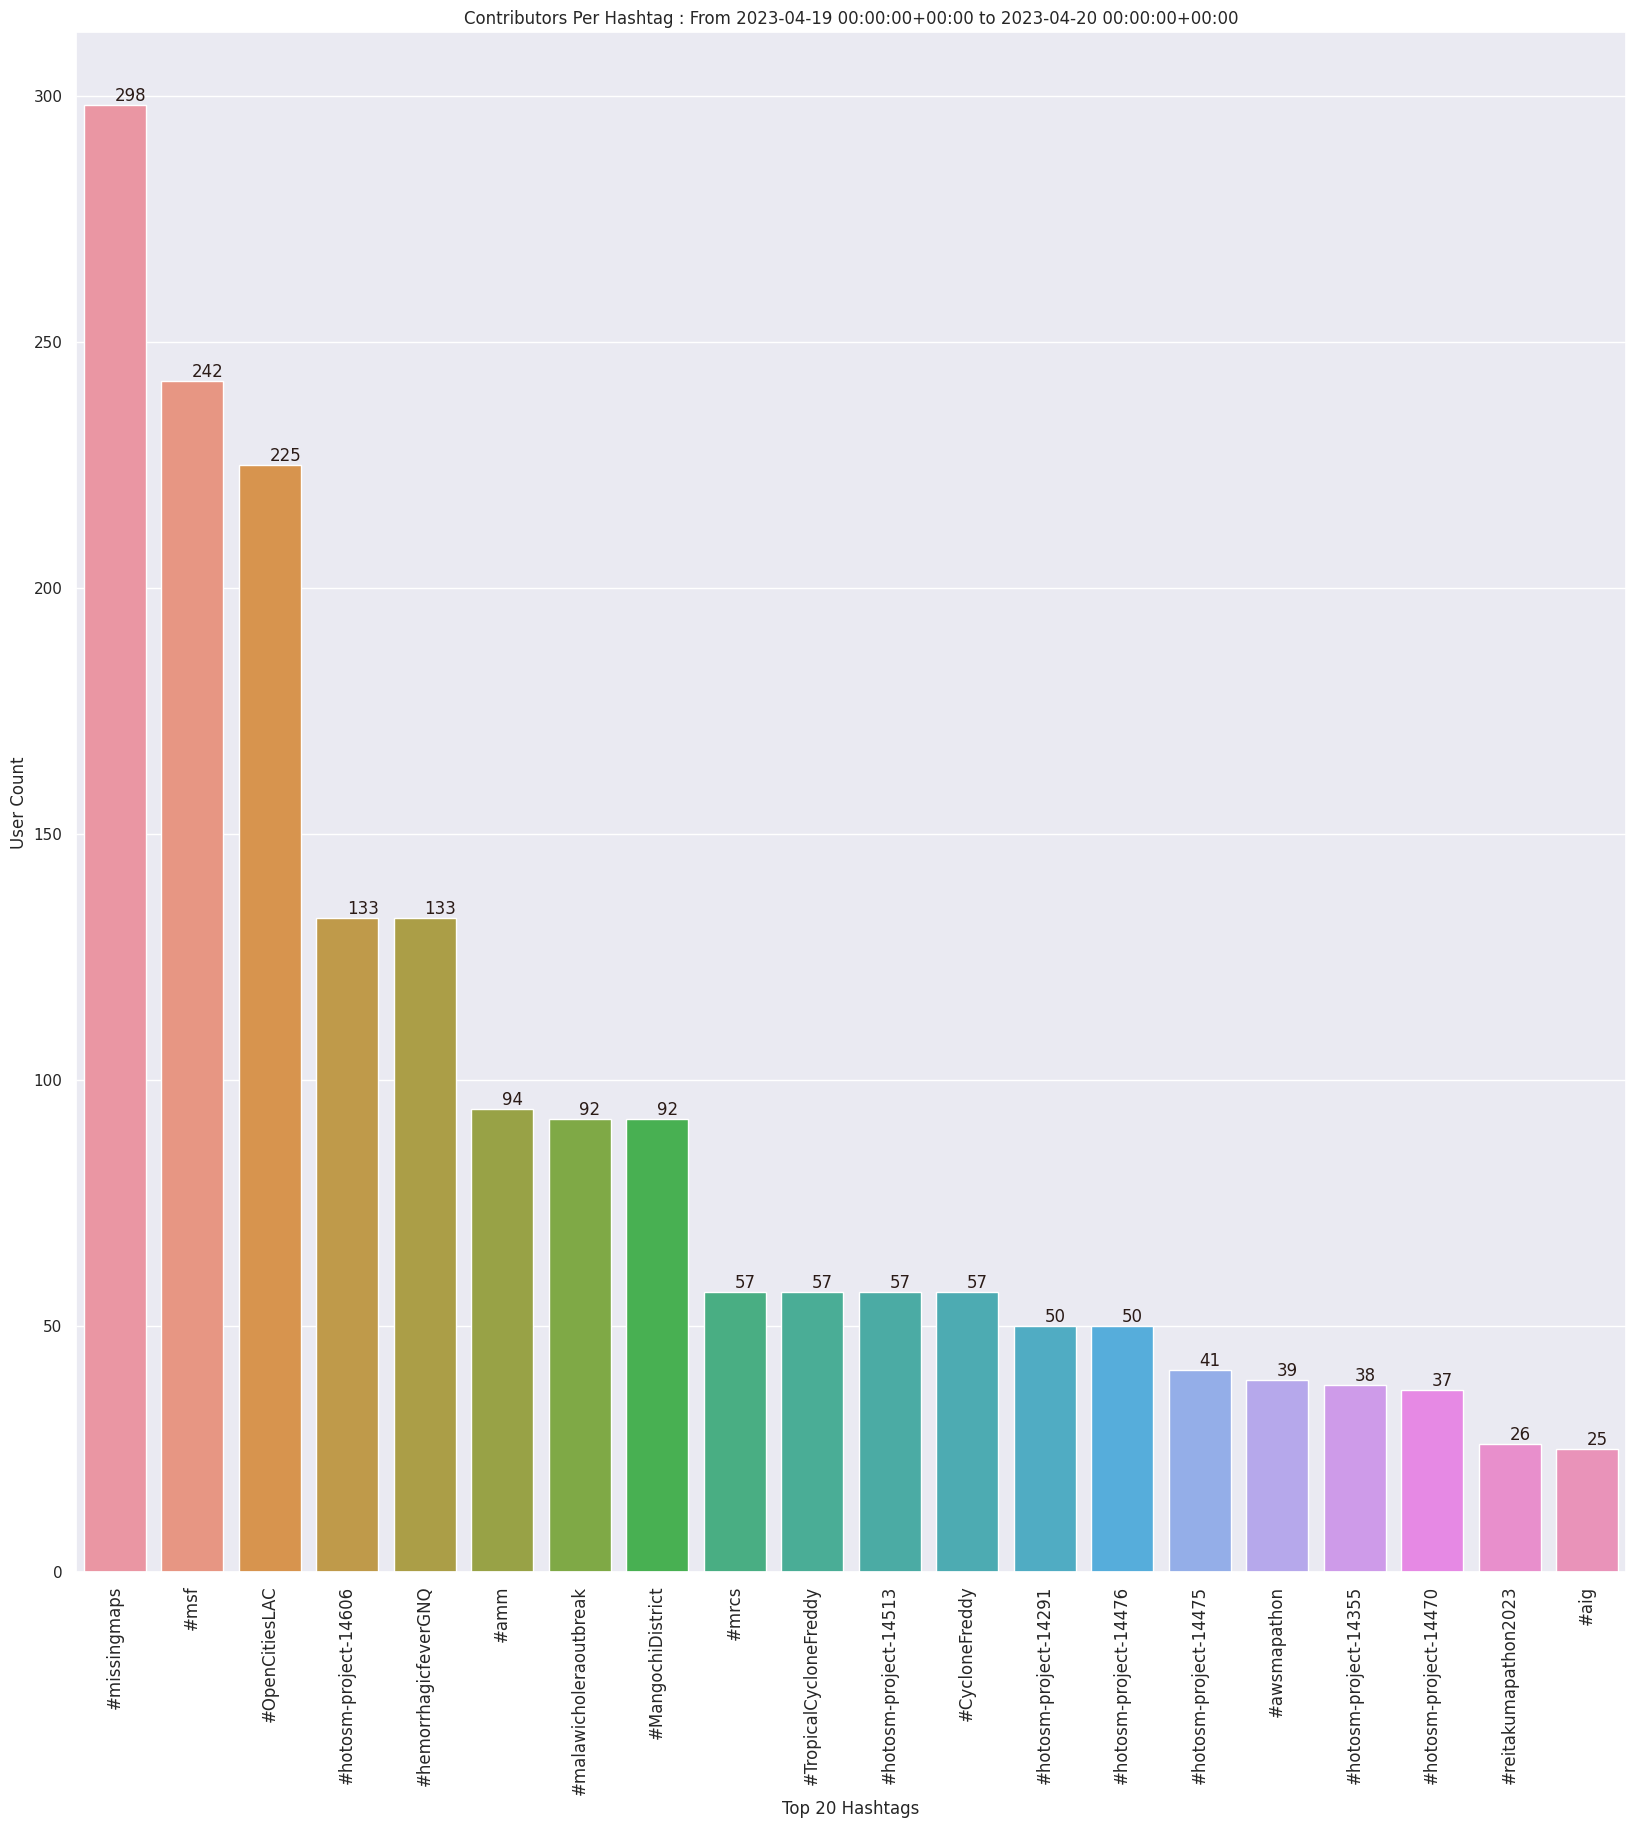 Contributors Per Hashtag : From 2023-04-19 00:00:00+00:00 to 2023-04-20 00:00:00+00:00
User Count
300
250
200
150
100
50
0
298
242
225
133
133
94
92
92
57
57
57
57
50
50
41
39
38
37
26
25
#missingmaps
#msf
#OpenCitiesLAC
#hotosm-project-14606
#hemorrhagicfeverGNQ
#amm
#malawicholeraoutbreak
#MangochiDistrict
#mrcs
#TropicalCycloneFreddy
#hotosm-project-14513
#CycloneFreddy
#hotosm-project-14291
#hotosm-project-14476
#hotosm-project-14475
#awsmapathon
#hotosm-project-14355
#hotosm-project-14470
#reitakumapathon2023
#aig
Top 20 Hashtags